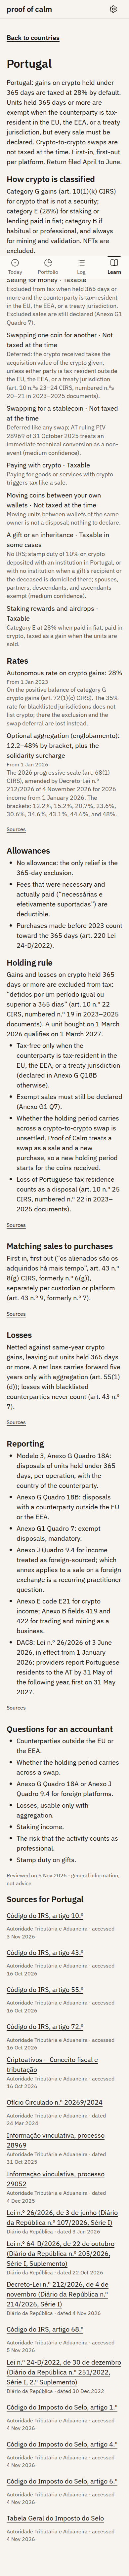 proof of calm
Back to countries
Portugal
Portugal: gains on crypto held under
365 days are taxed at 28% by default.
Units held 365 days or more are
exempt when the counterparty is tax-
resident in the EU, the EEA, or a treaty
jurisdiction, but every sale must be
declared. Crypto-to-crypto swaps are
not taxed at the time. First-in, first-out
per platform. Return filed April to June.
How crypto is classified
Category G (art. 10(1)(k) CIRS)
for crypto that is not a security;
category E (28%) for staking or
lending paid in fiat; category B if
habitual or professional, and always
for mining and validation. NFTs are
excluded.
Today
Portfolio
Log
Learn
Selling for money · Taxable
Excluded from tax when held 365 days or
more and the counterparty is tax-resident in
the EU, the EEA, or a treaty jurisdiction.
Excluded sales are still declared (Anexo G1
Quadro 7).
Swapping one coin for another · Not
taxed at the time
Deferred: the crypto received takes the
acquisition value of the crypto given,
unless either party is tax-resident outside
the EU, the EEA, or a treaty jurisdiction
(art. 10 n.ºs 23–24 CIRS, numbered n.ºs
20–21 in 2023–2025 documents).
Swapping for a stablecoin · Not taxed
at the time
Deferred like any swap; AT ruling PIV
28969 of 31 October 2025 treats an
immediate technical conversion as a non-
event (medium confidence).
Paying with crypto · Taxable
Paying for goods or services with crypto
triggers tax like a sale.
Moving coins between your own
wallets · Not taxed at the time
Moving units between wallets of the same
owner is not a disposal; nothing to declare.
A gift or an inheritance · Taxable in
some cases
No IRS; stamp duty of 10% on crypto
deposited with an institution in Portugal, or
with no institution when a gift's recipient or
the deceased is domiciled there; spouses,
partners, descendants, and ascendants
exempt (medium confidence).
Staking rewards and airdrops ·
Taxable
Category E at 28% when paid in fiat; paid in
crypto, taxed as a gain when the units are
sold.
Rates
Autonomous rate on crypto gains: 28%
From 1 Jan 2023
On the positive balance of category G
crypto gains (art. 72(1)(c) CIRS). The 35%
rate for blacklisted jurisdictions does not
list crypto; there the exclusion and the
swap deferral are lost instead.
Optional aggregation (englobamento):
12.2–48% by bracket, plus the
solidarity surcharge
From 1 Jan 2026
The 2026 progressive scale (art. 68(1)
CIRS), amended by Decreto-Lei n.º
212/2026 of 4 November 2026 for 2026
income from 1 January 2026. The
brackets: 12.2%, 15.2%, 20.7%, 23.6%,
30.6%, 34.6%, 43.1%, 44.6%, and 48%.
Sources
Allowances
No allowance: the only relief is the
365-day exclusion.
Fees that were necessary and
actually paid (“necessárias e
efetivamente suportadas”) are
deductible.
Purchases made before 2023 count
toward the 365 days (art. 220 Lei
24-D/2022).
Holding rule
Gains and losses on crypto held 365
days or more are excluded from tax:
“detidos por um período igual ou
superior a 365 dias” (art. 10 n.º 22
CIRS, numbered n.º 19 in 2023–2025
documents). A unit bought on 1 March
2026 qualifies on 1 March 2027.
Tax-free only when the
counterparty is tax-resident in the
EU, the EEA, or a treaty jurisdiction
(declared in Anexo G Q18B
otherwise).
Exempt sales must still be declared
(Anexo G1 Q7).
Whether the holding period carries
across a crypto-to-crypto swap is
unsettled. Proof of Calm treats a
swap as a sale and a new
purchase, so a new holding period
starts for the coins received.
Loss of Portuguese tax residence
counts as a disposal (art. 10 n.º 25
CIRS, numbered n.º 22 in 2023–
2025 documents).
Sources
Matching sales to purchases
First in, first out (“os alienados são os
adquiridos há mais tempo”, art. 43 n.º
8(g) CIRS, formerly n.º 6(g)),
separately per custodian or platform
(art. 43 n.º 9, formerly n.º 7).
Sources
Losses
Netted against same-year crypto
gains, leaving out units held 365 days
or more. A net loss carries forward five
years only with aggregation (art. 55(1)
(d)); losses with blacklisted
counterparties never count (art. 43 n.º
7).
Sources
Reporting
Modelo 3, Anexo G Quadro 18A:
disposals of units held under 365
days, per operation, with the
country of the counterparty.
Anexo G Quadro 18B: disposals
with a counterparty outside the EU
or the EEA.
Anexo G1 Quadro 7: exempt
disposals, mandatory.
Anexo J Quadro 9.4 for income
treated as foreign-sourced; which
annex applies to a sale on a foreign
exchange is a recurring practitioner
question.
Anexo E code E21 for crypto
income; Anexo B fields 419 and
422 for trading and mining as a
business.
DAC8: Lei n.º 26/2026 of 3 June
2026, in effect from 1 January
2026; providers report Portuguese
residents to the AT by 31 May of
the following year, first on 31 May
2027.
Sources
Questions for an accountant
Counterparties outside the EU or
the EEA.
Whether the holding period carries
across a swap.
Anexo G Quadro 18A or Anexo J
Quadro 9.4 for foreign platforms.
Losses, usable only with
aggregation.
Staking income.
The risk that the activity counts as
professional.
Stamp duty on gifts.
Reviewed on 5 Nov 2026 · general information,
not advice
Sources for Portugal
Código do IRS, artigo 10.º
Autoridade Tributária e Aduaneira · accessed
3 Nov 2026
Código do IRS, artigo 43.º
Autoridade Tributária e Aduaneira · accessed
16 Oct 2026
Código do IRS, artigo 55.º
Autoridade Tributária e Aduaneira · accessed
16 Oct 2026
Código do IRS, artigo 72.º
Autoridade Tributária e Aduaneira · accessed
16 Oct 2026
Criptoativos – Conceito fiscal e
tributação
Autoridade Tributária e Aduaneira · accessed
16 Oct 2026
Ofício Circulado n.º 20269/2024
Autoridade Tributária e Aduaneira · dated
24 Mar 2024
Informação vinculativa, processo
28969
Autoridade Tributária e Aduaneira · dated
31 Oct 2025
Informação vinculativa, processo
29052
Autoridade Tributária e Aduaneira · dated
4 Dec 2025
Lei n.º 26/2026, de 3 de junho (Diário
da República n.º 107/2026, Série I)
Diário da República · dated 3 Jun 2026
Lei n.º 64-B/2026, de 22 de outubro
(Diário da República n.º 205/2026,
Série I, Suplemento)
Diário da República · dated 22 Oct 2026
Decreto-Lei n.º 212/2026, de 4 de
novembro (Diário da República n.º
214/2026, Série I)
Diário da República · dated 4 Nov 2026
Código do IRS, artigo 68.º
Autoridade Tributária e Aduaneira · accessed
5 Nov 2026
Lei n.º 24-D/2022, de 30 de dezembro
(Diário da República n.º 251/2022,
Série I, 2.º Suplemento)
Diário da República · dated 30 Dec 2022
Código do Imposto do Selo, artigo 1.º
Autoridade Tributária e Aduaneira · accessed
4 Nov 2026
Código do Imposto do Selo, artigo 4.º
Autoridade Tributária e Aduaneira · accessed
4 Nov 2026
Código do Imposto do Selo, artigo 6.º
Autoridade Tributária e Aduaneira · accessed
4 Nov 2026
Tabela Geral do Imposto do Selo
Autoridade Tributária e Aduaneira · accessed
4 Nov 2026